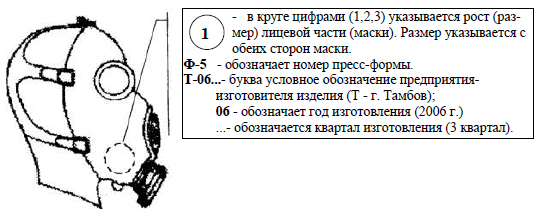 1 - в круге цифрами (1,2,3) указывается рост (раз-
мер) лицевой части (маски). Размер указывается с
обеих сторон маски.
Ф-5 - обозначает номер пресс-формы.
Т-06...- буква условное обозначение предприятия-
изготовителя изделия (Т - г. Тамбов);
06 - обозначает год изготовления (2006 г.)
...- обозначается квартал изготовления (3 квартал).